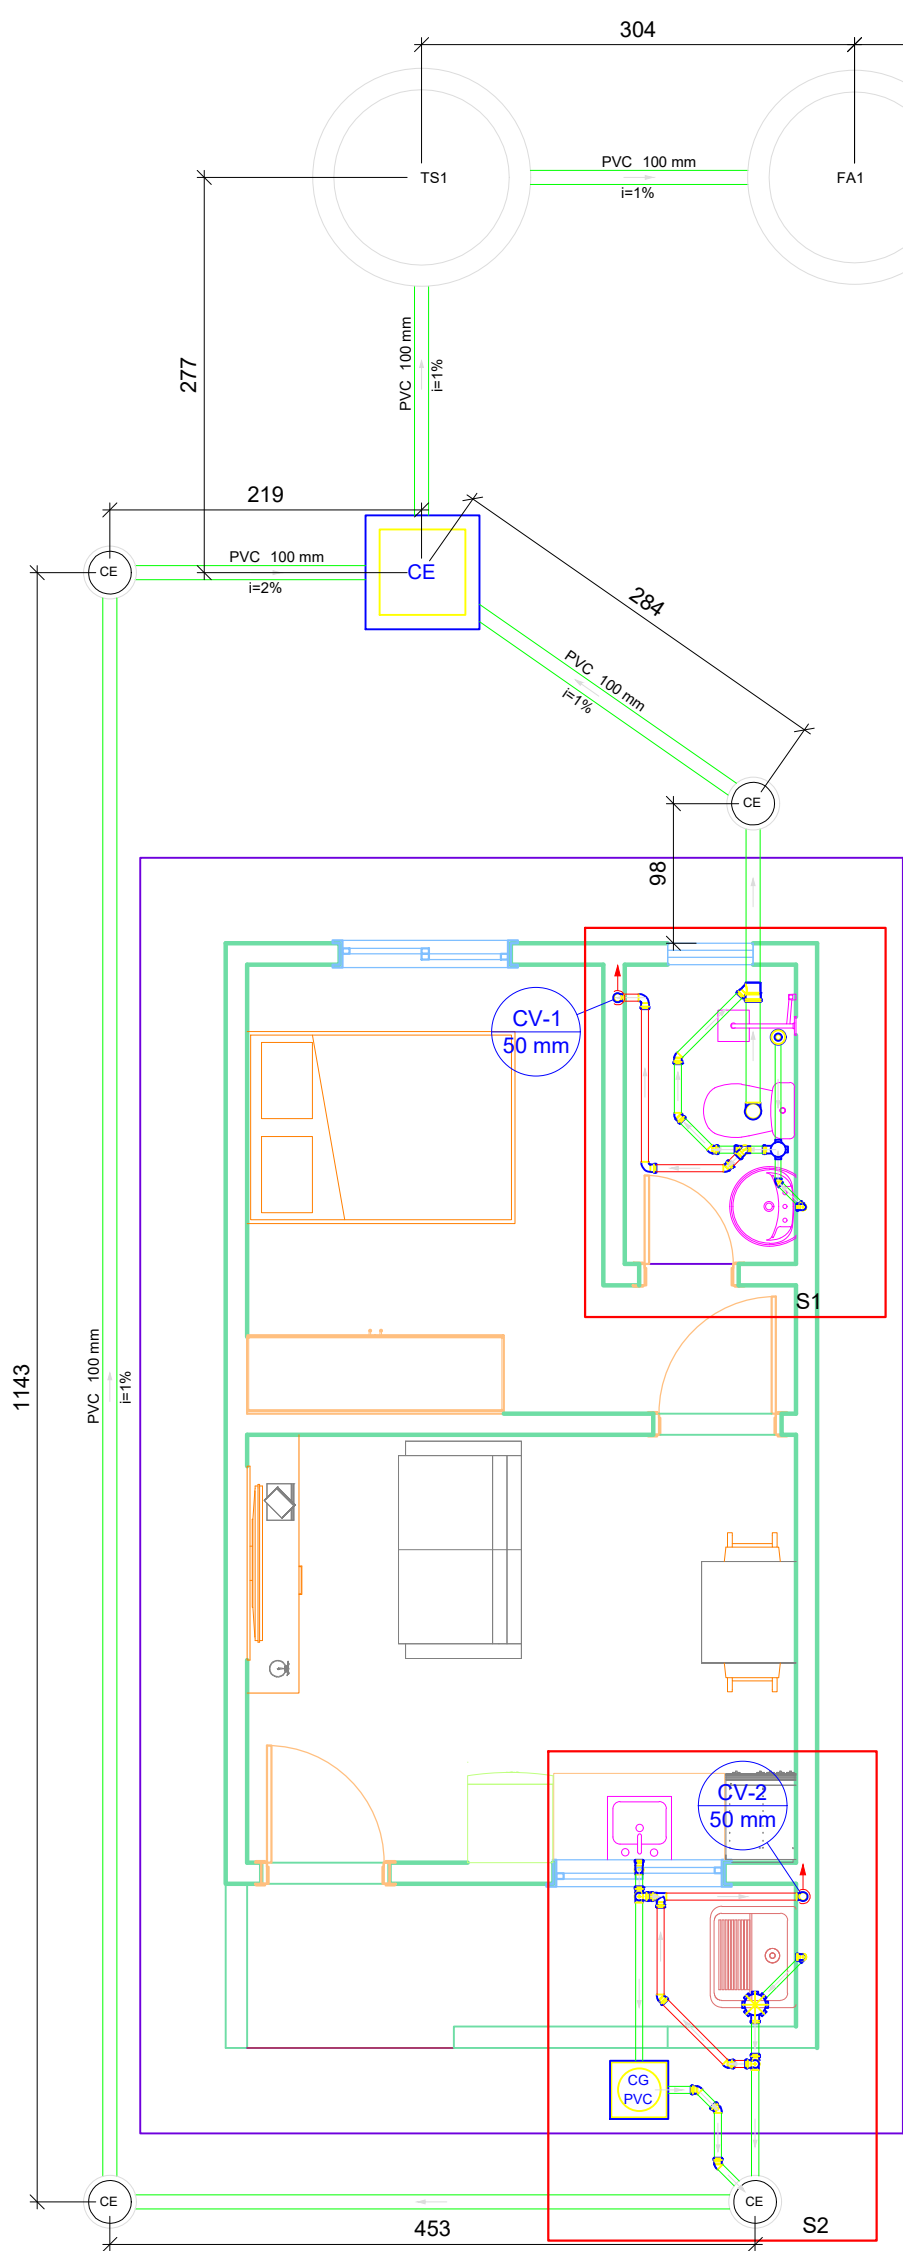 304
TS1
PVC 100 mm
i=1%
FA1
277
PVC 100 mm
i=1%
219
CE
PVC 100 mm
i=2%
CE
284
PVC 100 mm
i=1%
CE
98
CV-1
50 mm
S1
1143
PVC 100 mm
i=1%
CV-2
50 mm
CG
PVC
CE
453
CE
S2